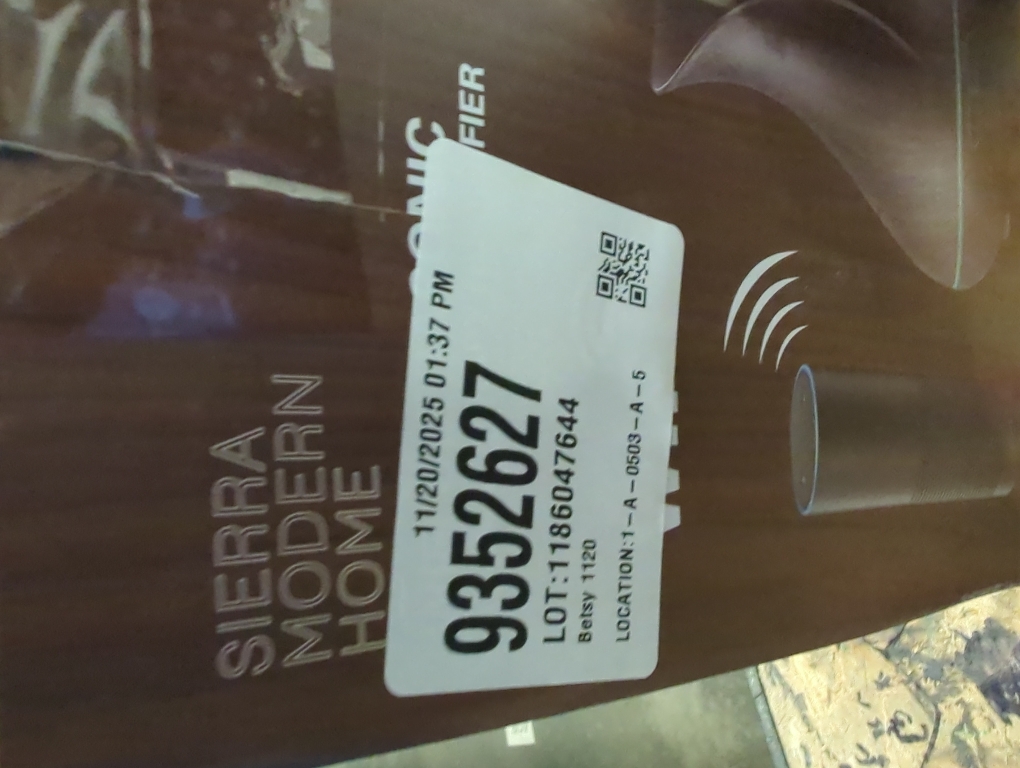 SIERRA
MODERN
HOME
SONIC
FIER
11/20/2025 01:37 PM
9352627
LOT:1186047644
Betsy 1120
LOCATION:1-A-0503-A-5